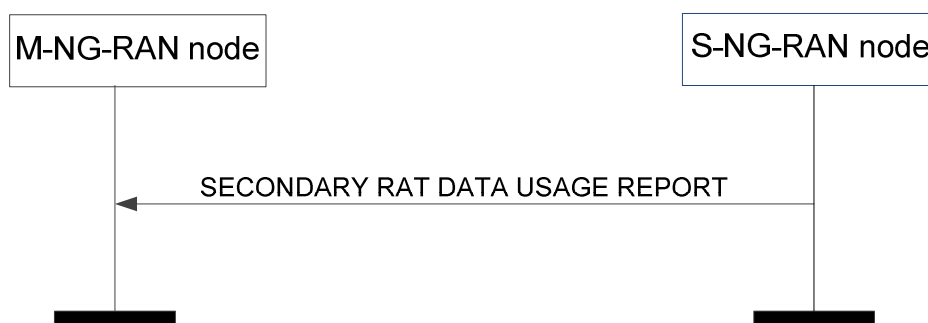 M-NG-RAN node
S-NG-RAN node
SECONDARY RAT DATA USAGE REPORT